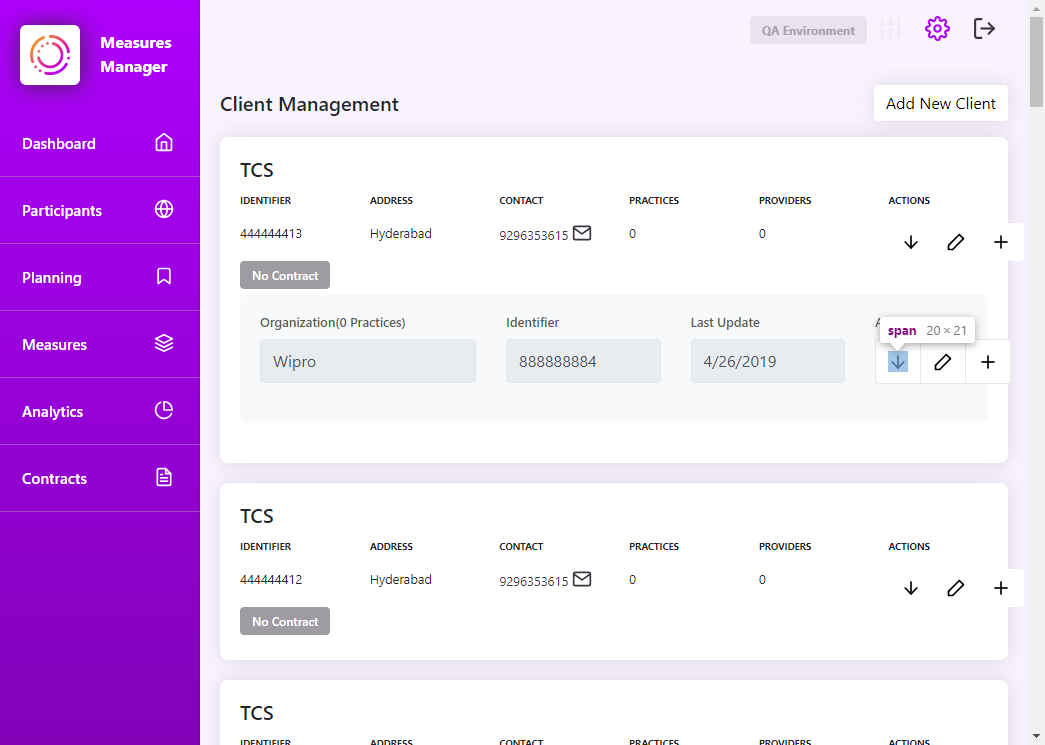 Measures
Manager
QA Environment
Dashboard
Participants
Planning
Measures
Analytics
Contracts
Client Management
Add New Client
TCS
IDENTIFIER ADDRESS CONTACT PRACTICES PROVIDERS ACTIONS
444444413 Hyderabad 9296353615 0 0
No Contract
Organization(0 Practices) Identifier Last Update
span 20 × 21
Wipro 888888884 4/26/2019
TCS
IDENTIFIER ADDRESS CONTACT PRACTICES PROVIDERS ACTIONS
444444412 Hyderabad 9296353615 0 0
No Contract
TCS
IDENTIFIER ADDRESS CONTACT PRACTICES PROVIDERS ACTIONS